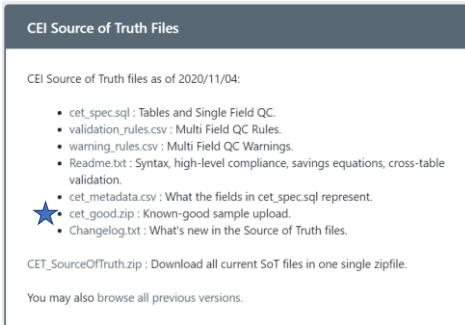 CEI Source of Truth Files
CEI Source of Truth files as of 2020/11/04:
• cet_spec.sql : Tables and Single Field QC.
• validation_rules.csv : Multi Field QC Rules.
• warning_rules.csv : Multi Field QC Warnings.
• Readme.txt : Syntax, high-level compliance, savings equations, cross-table
validation.
• cet_metadata.csv : What the fields in cet_spec.sql represent.
• cet_good.zip : Known-good sample upload.
• Changelog.txt : What's new in the Source of Truth files.
CET_SourceOfTruth.zip : Download all current SoT files in one single zipfile.
You may also browse all previous versions.